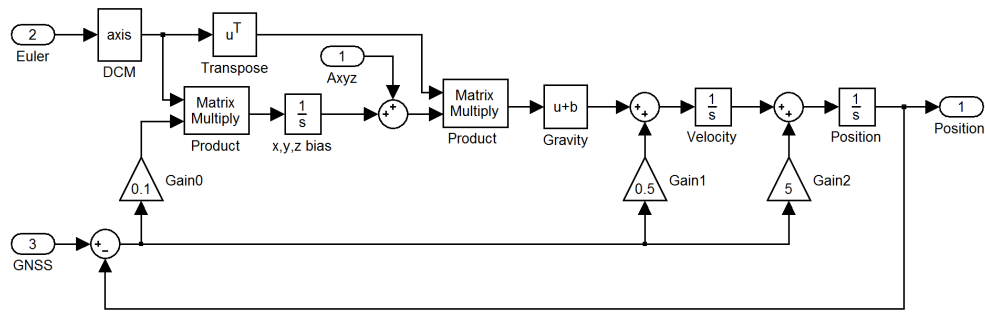 2
Euler
axis
DCM
u^T
Transpose
1
Axyz
Matrix
Multiply
Product
1
s
x,y,z bias
+
+
Matrix
Multiply
Product
u+b
Gravity
+
+
1
s
Velocity
+
+
1
s
Position
1
Position
0.1
Gain0
0.5
Gain1
5
Gain2
3
GNSS
+
−